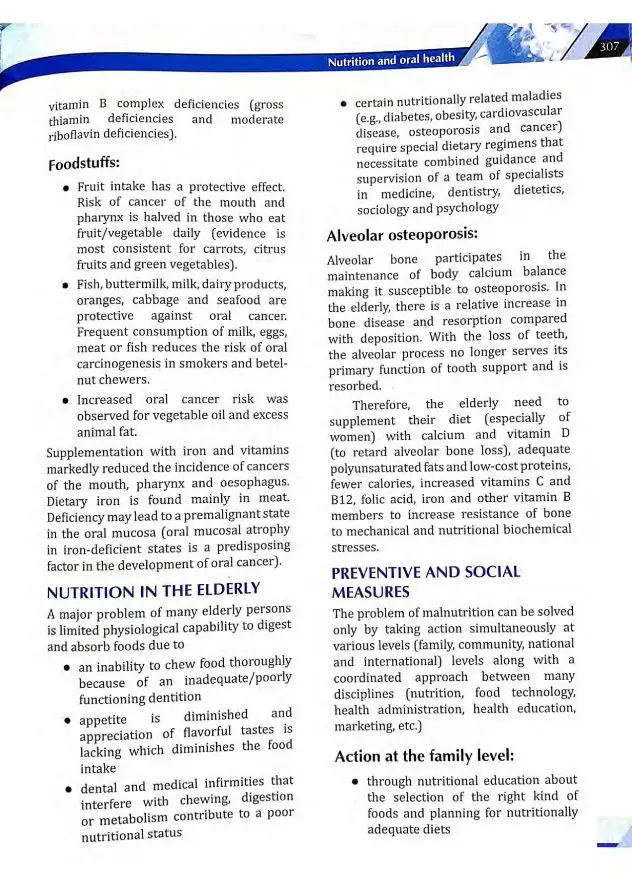 Nutrition and oral health
307
vitamin B complex deficiencies (gross
thiamin deficiencies and moderate
riboflavin deficiencies).
Foodstuffs:
• Fruit intake has a protective effect.
Risk of cancer of the mouth and
pharynx is halved in those who eat
fruit/vegetable daily (evidence is
most consistent for carrots, citrus
fruits and green vegetables).
• Fish, buttermilk, milk, dairy products,
oranges, cabbage and seafood are
protective against oral cancer.
Frequent consumption of milk, eggs,
meat or fish reduces the risk of oral
carcinogenesis in smokers and betel-
nut chewers.
• Increased oral cancer risk was
observed for vegetable oil and excess
animal fat.
Supplementation with iron and vitamins
markedly reduced the incidence of cancers
of the mouth, pharynx and oesophagus.
Dietary iron is found mainly in meat.
Deficiency may lead to a premalignant state
in the oral mucosa (oral mucosal atrophy
in iron-deficient states is a predisposing
factor in the development of oral cancer).
NUTRITION IN THE ELDERLY
A major problem of many elderly persons
is limited physiological capability to digest
and absorb foods due to
• an inability to chew food thoroughly
because of an inadequate/poorly
functioning dentition
• appetite is diminished and
appreciation of flavorful tastes is
lacking which diminishes the food
intake
• dental and medical infirmities that
interfere with chewing, digestion
or metabolism contribute to a poor
nutritional status
• certain nutritionally related maladies
(e.g., diabetes, obesity, cardiovascular
disease, osteoporosis and cancer)
require special dietary regimens that
necessitate combined guidance and
supervision of a team of specialists
in medicine, dentistry, dietetics,
sociology and psychology
Alveolar osteoporosis:
Alveolar bone participates in the
maintenance of body calcium balance
making it susceptible to osteoporosis. In
the elderly, there is a relative increase in
bone disease and resorption compared
with deposition. With the loss of teeth,
the alveolar process no longer serves its
primary function of tooth support and is
resorbed.
Therefore, the elderly need to
supplement their diet (especially of
women) with calcium and vitamin D
(to retard alveolar bone loss), adequate
polyunsaturated fats and low-cost proteins,
fewer calories, increased vitamins C and
B12, folic acid, iron and other vitamin B
members to increase resistance of bone
to mechanical and nutritional biochemical
stresses.
PREVENTIVE AND SOCIAL
MEASURES
The problem of malnutrition can be solved
only by taking action simultaneously at
various levels (family, community, national
and international) levels along with a
coordinated approach between many
disciplines (nutrition, food technology,
health administration, health education,
marketing, etc.)
Action at the family level:
• through nutritional education about
the selection of the right kind of
foods and planning for nutritionally
adequate diets